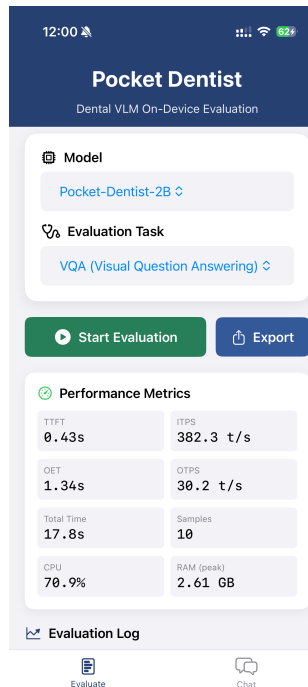 12:00 62
Pocket Dentist
Dental VLM On-Device Evaluation
Model
Pocket-Dentist-2B
Evaluation Task
VQA (Visual Question Answering)
Start Evaluation Export
Performance Metrics
TTFT ITPS
0.43s 382.3 t/s
OET OTPS
1.34s 30.2 t/s
Total Time Samples
17.8s 10
CPU RAM (peak)
70.9% 2.61 GB
Evaluation Log
Evaluate Chat